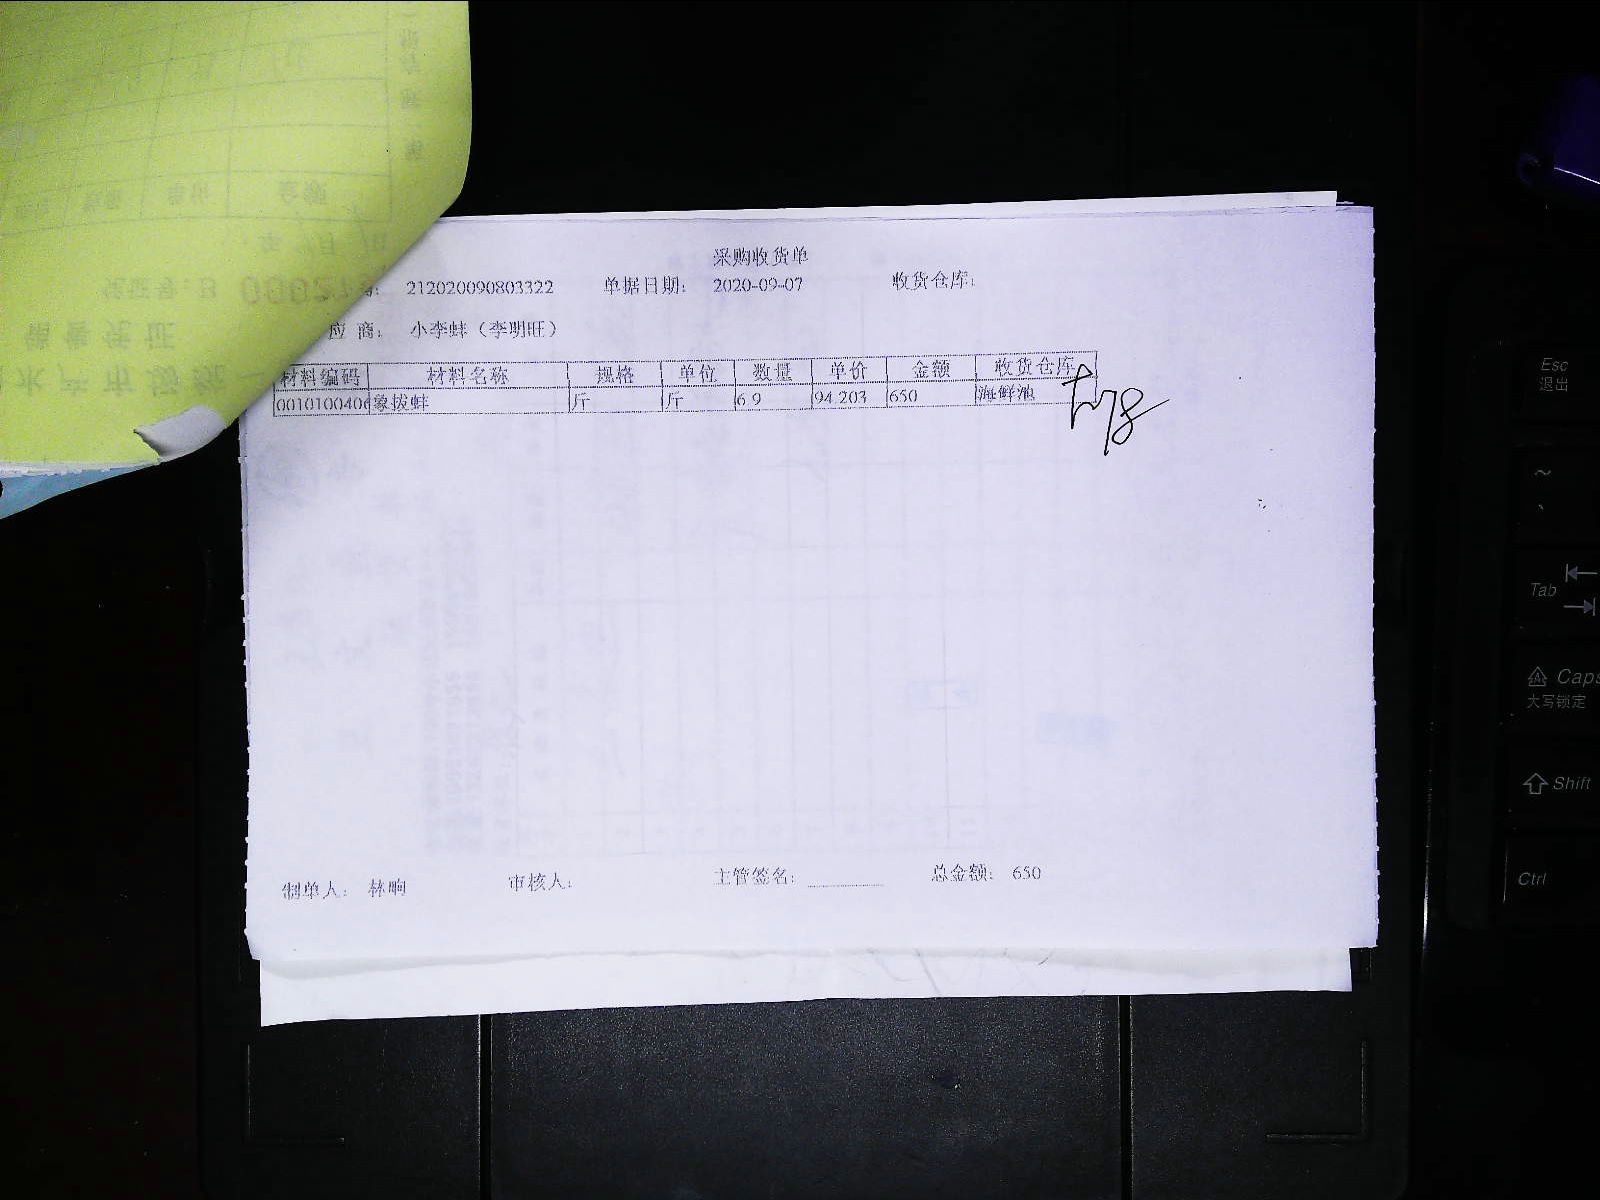 采购收货单
号： 212020090803322 单据日期： 2020-09-07 收货仓库：
应 商： 小李蚌（李明旺）
材料编码 材料名称 规格 单位 数量 单价 金额 收货仓库
0010100406 象拔蚌 斤 斤 6.9 94.203 650 海鲜池
制单人： 林晌 审核人： 主管签名： 总金额： 650
Esc
退出
~
Tab
Caps
大写锁定
Shift
Ctrl